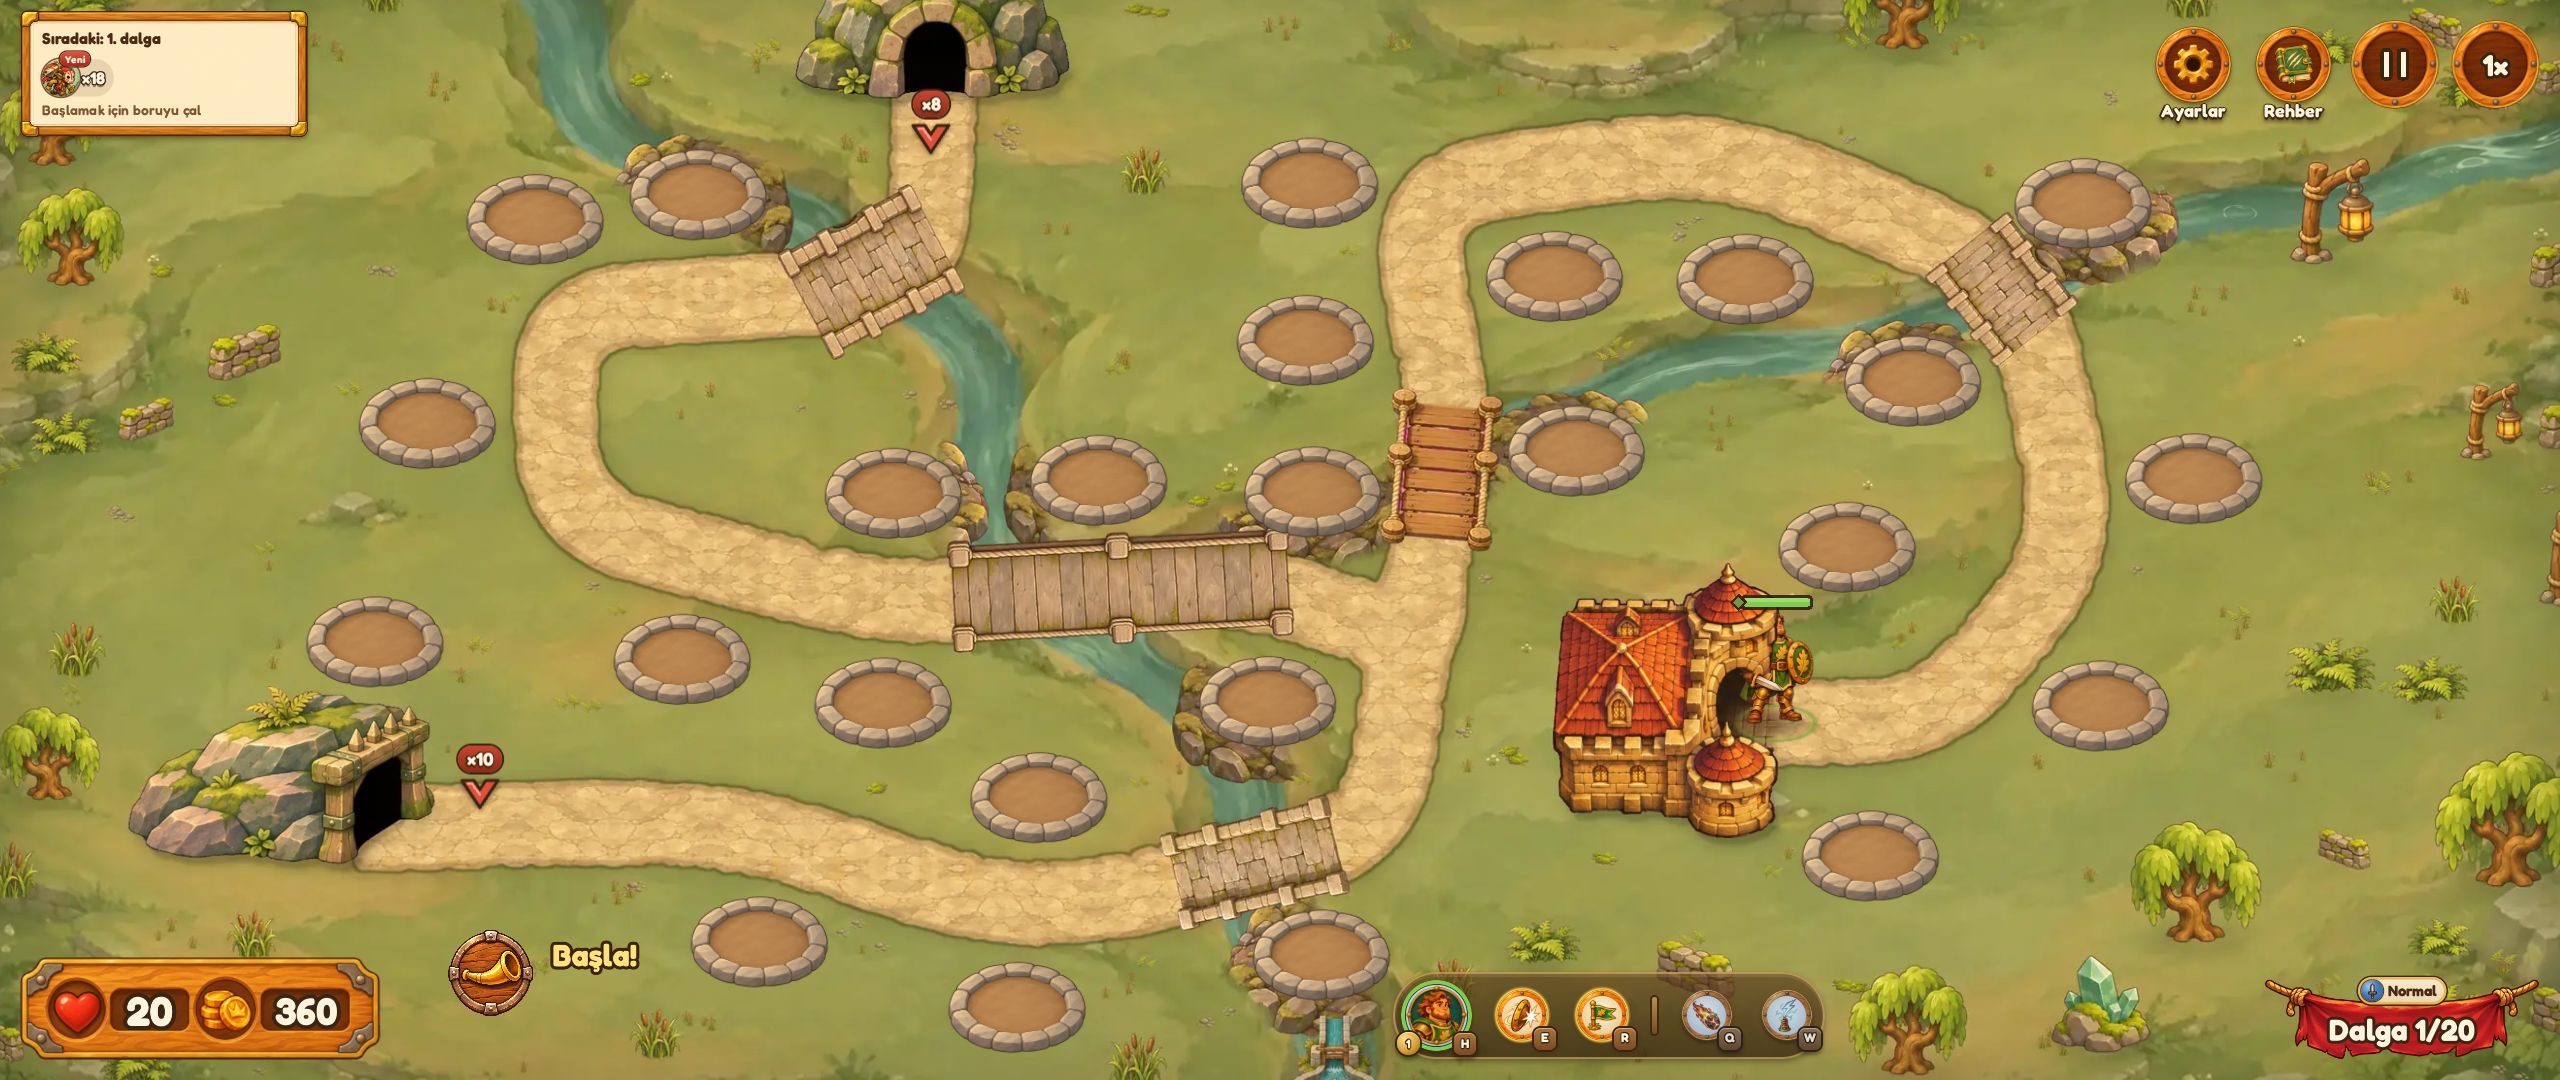 Sıradaki: 1. dalga
Yeni
x18
Başlamak için boruyu çal
x8
Ayarlar
Rehber
1x
x10
Başla!
20
360
1
H
E
R
Q
W
Normal
Dalga 1/20